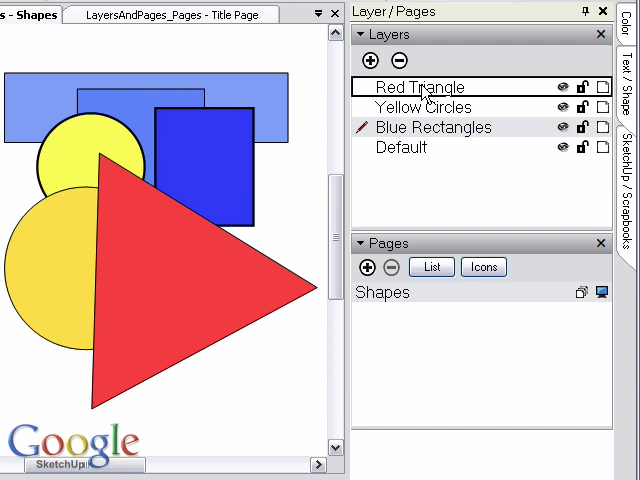 s - Shapes
LayersAndPages_Pages - Title Page
Layer / Pages
Layers
Red Triangle
Yellow Circles
Blue Rectangles
Default
Pages
List
Icons
Shapes
Color
Text / Shape
SketchUp / Scrapbooks
Google
SketchUp